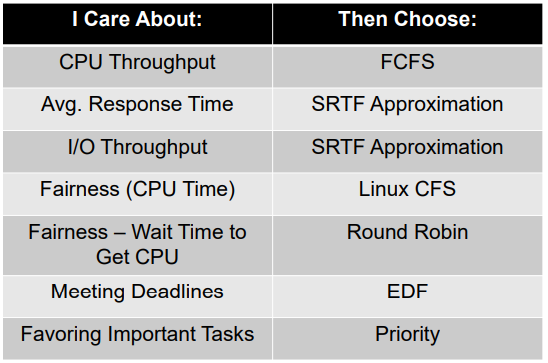 I Care About: Then Choose:
CPU Throughput FCFS
Avg. Response Time SRTF Approximation
I/O Throughput SRTF Approximation
Fairness (CPU Time) Linux CFS
Fairness – Wait Time to Round Robin
Get CPU
Meeting Deadlines EDF
Favoring Important Tasks Priority